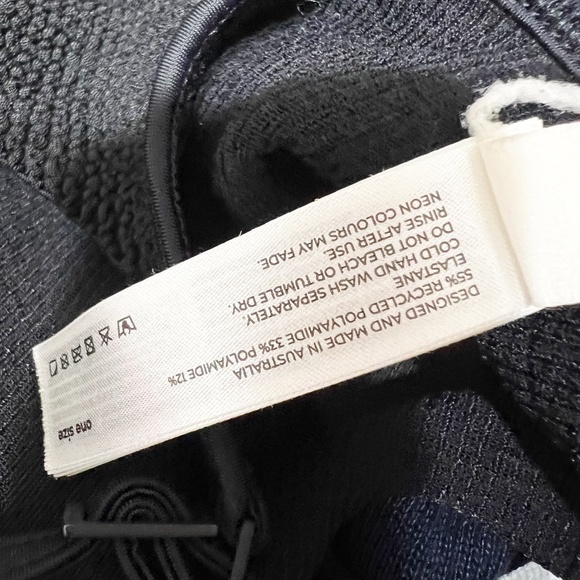 DESIGNED AND MADE IN AUSTRALIA
55% RECYCLED POLYAMIDE 33% POLYAMIDE 12%
ELASTANE
COLD HAND WASH SEPARATELY.
DO NOT BLEACH OR TUMBLE DRY.
RINSE AFTER USE.
NEON COLOURS MAY FADE.
one size